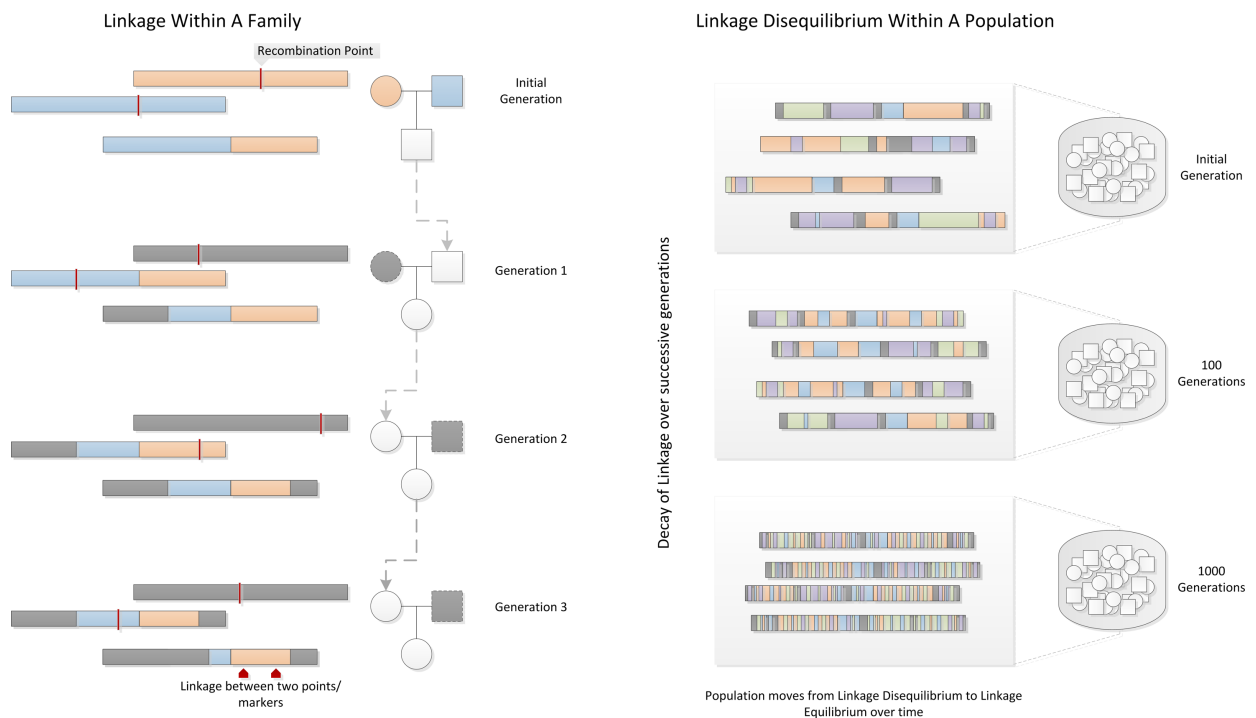 Linkage Within A Family
Recombination Point
Initial
Generation
Generation 1
Generation 2
Generation 3
Linkage between two points/
markers
Linkage Disequilibrium Within A Population
Decay of Linkage over successive generations
Initial
Generation
100
Generations
1000
Generations
Population moves from Linkage Disequilibrium to Linkage
Equilibrium over time